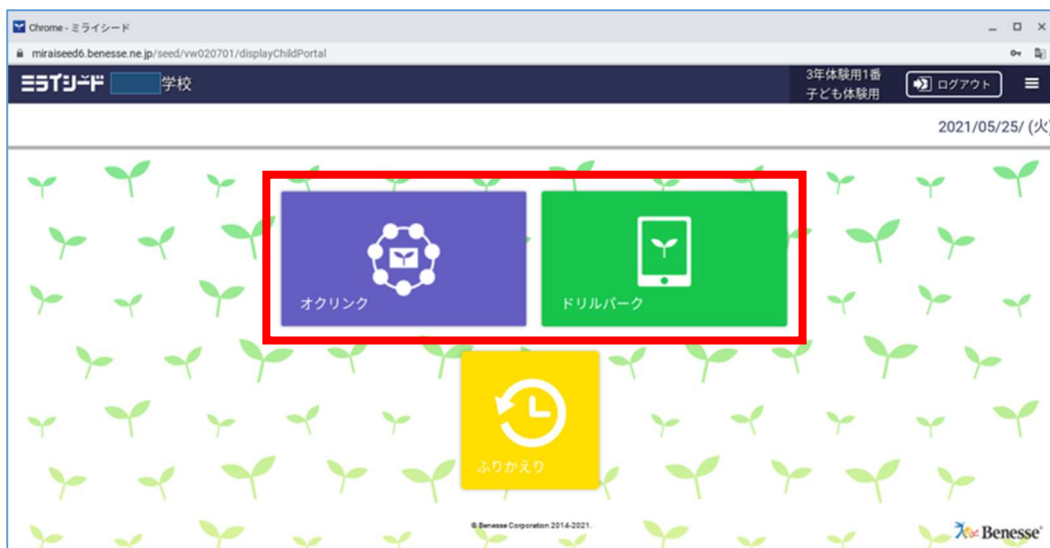 Chrome - ミライシード
miraiseed6.benesse.ne.jp/seed/vw020701/displayChildPortal
ミライシード 学校
3年体験用1番
子ども体験用
ログアウト
2021/05/25/ (火)
オクリンク
ドリルパーク
ふりかえり
© Benesse Corporation 2014-2021.
Benesse